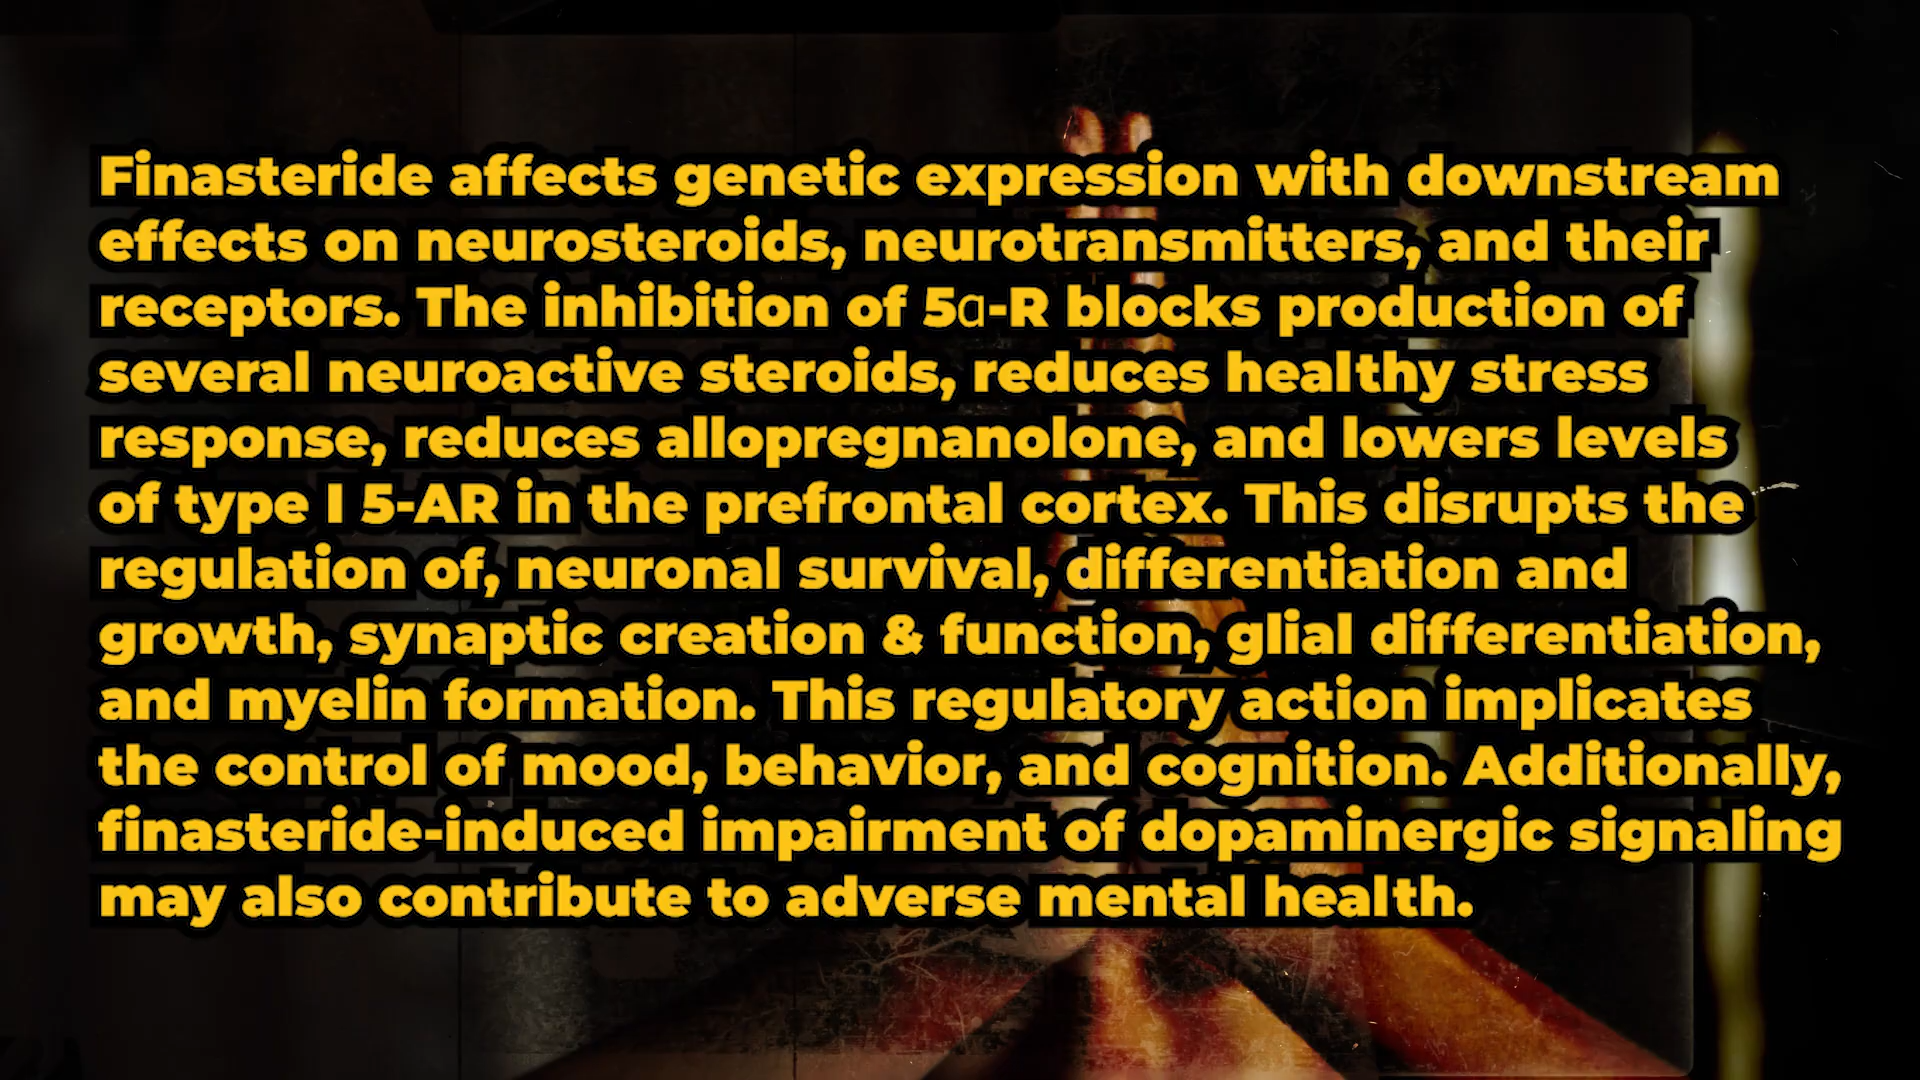 Finasteride affects genetic expression with downstream
effects on neurosteroids, neurotransmitters, and their
receptors. The inhibition of 5α-R blocks production of
several neuroactive steroids, reduces healthy stress
response, reduces allopregnanolone, and lowers levels
of type I 5-AR in the prefrontal cortex. This disrupts the
regulation of, neuronal survival, differentiation and
growth, synaptic creation & function, glial differentiation,
and myelin formation. This regulatory action implicates
the control of mood, behavior, and cognition. Additionally,
finasteride-induced impairment of dopaminergic signaling
may also contribute to adverse mental health.